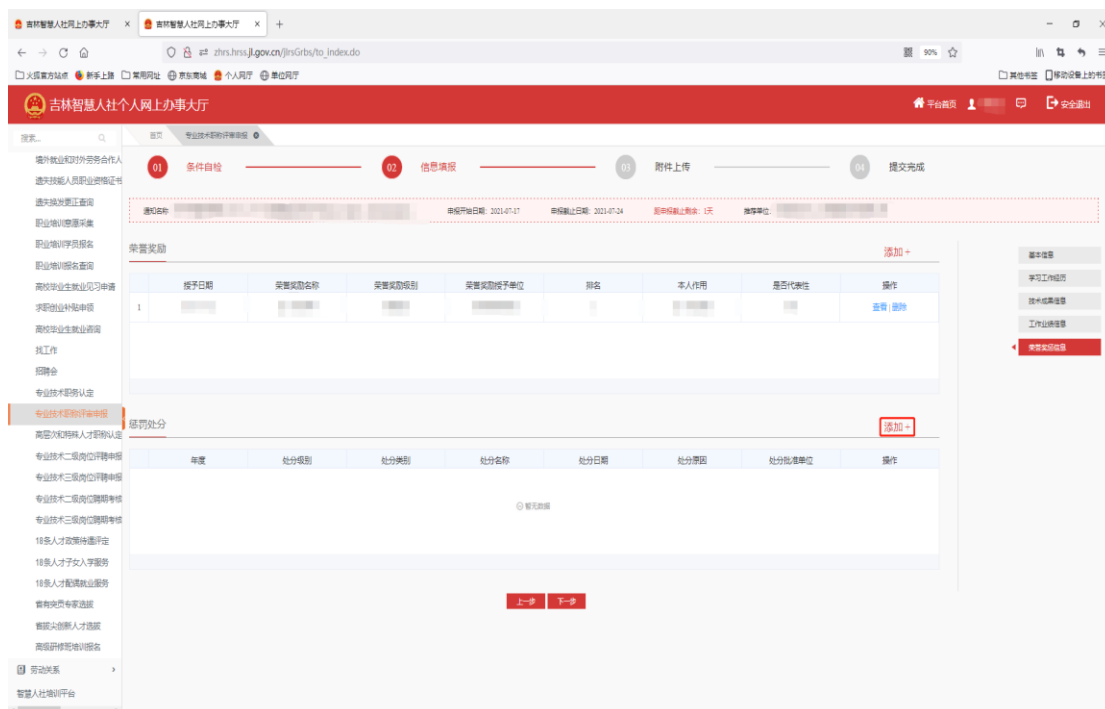 吉林智慧人社网上办事大厅 × 吉林智慧人社网上办事大厅 × +
zhrs.hrss.jl.gov.cn/jlrsGrbs/to_index.do 90%
火狐官方站点 新手上路 常用网址 京东商城 个人网厅 单位网厅 其他书签 移动设备上的书签
吉林智慧人社个人网上办事大厅 平台首页 安全退出
搜索... 首页 专业技术职称评审申报
境外就业和对外劳务合作人
遗失技能人员职业资格证书
遗失换发更正查询
职业培训意愿采集
职业培训学员报名
职业培训报名查询
高校毕业生就业见习申请
求职创业补贴申领
高校毕业生就业咨询
找工作
招聘会
专业技术职务认定
专业技术职称评审申报
高层次和特殊人才职称认定
专业技术二级岗位评聘申报
专业技术三级岗位评聘申报
专业技术二级岗位聘期考核
专业技术三级岗位聘期考核
18条人才政策待遇评定
18条人才子女入学服务
18条人才配偶就业服务
省有突贡专家选拔
省拔尖创新人才选拔
高级研修班培训报名
劳动关系 >
智慧人社培训平台
01 条件自检 02 信息填报 03 附件上传 04 提交完成
通知名称: 申报开始日期: 2021-07-17 申报截止日期: 2021-07-24 距申报截止剩余: 1天 推荐单位:
荣誉奖励 添加 +
授予日期 荣誉奖励名称 荣誉奖励级别 荣誉奖励授予单位 排名 本人作用 是否代表性 操作
1 查看 | 删除
惩罚处分 添加 +
年度 处分级别 处分类别 处分名称 处分日期 处分原因 处分批准单位 操作
暂无数据
上一步 下一步
基本信息
学习工作经历
技术成果信息
工作业绩信息
荣誉奖惩信息